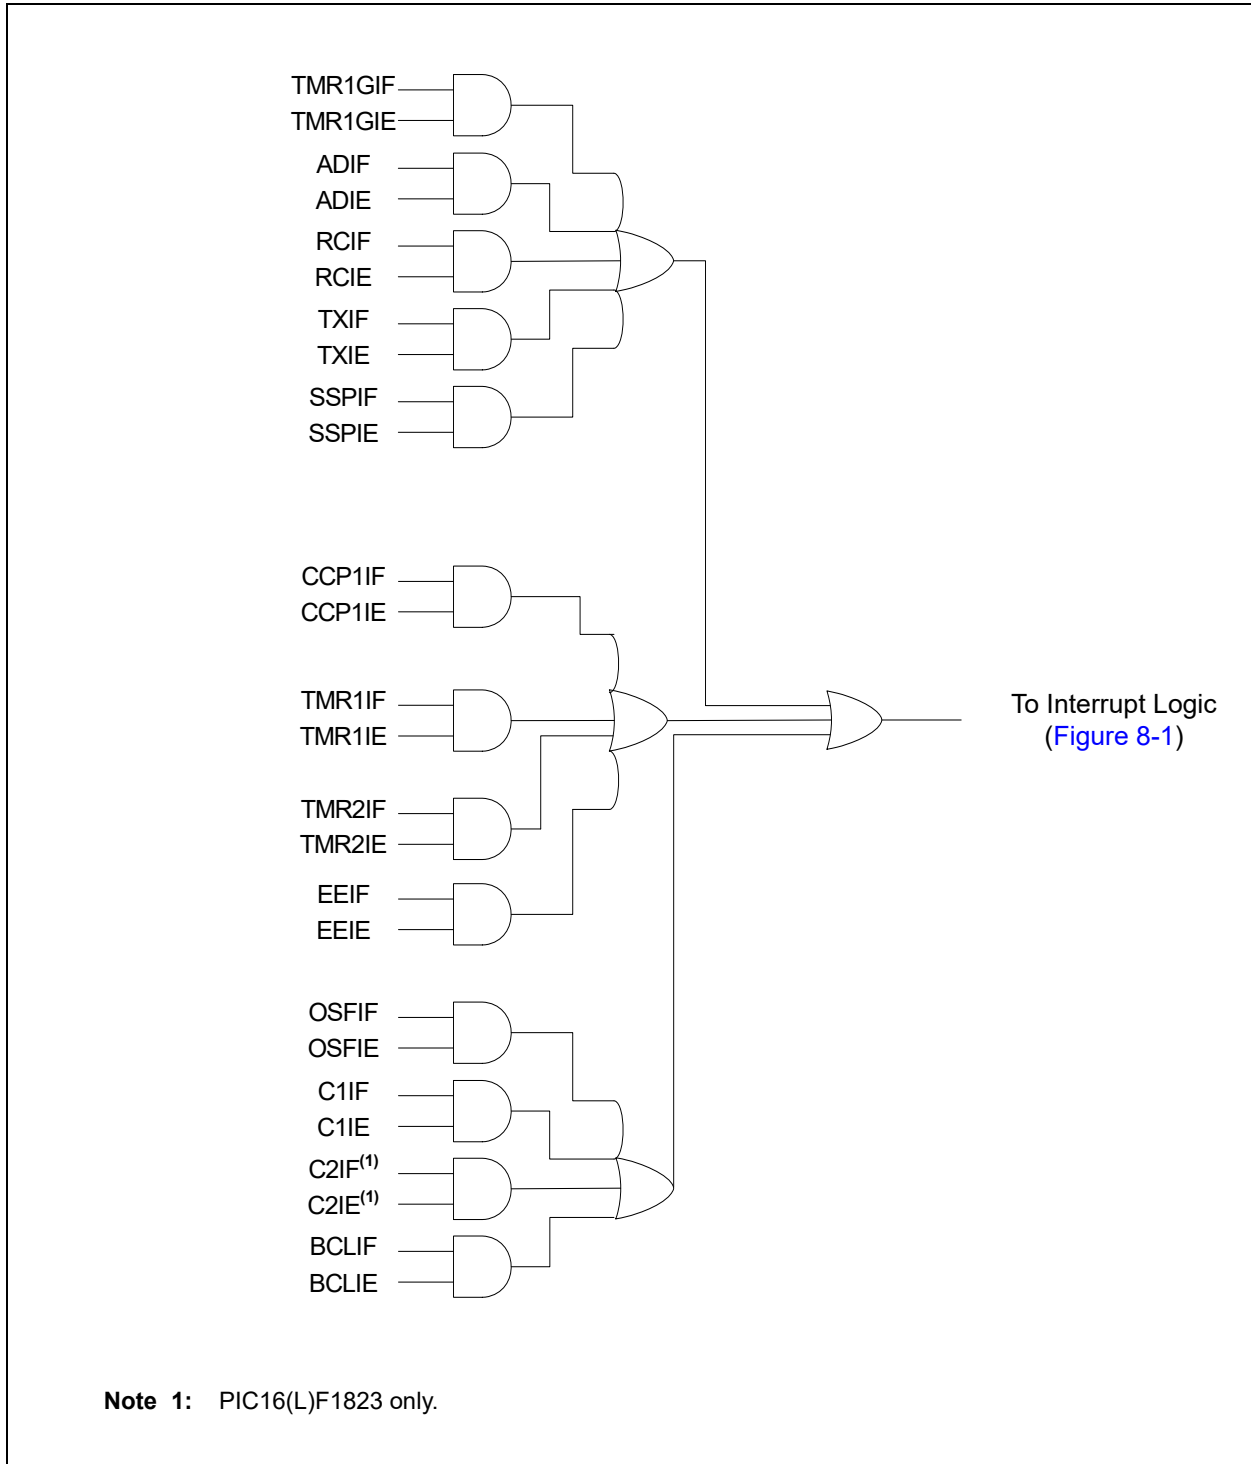 TMR1GIF
TMR1GIE
ADIF
ADIE
RCIF
RCIE
TXIF
TXIE
SSPIF
SSPIE
CCP1IF
CCP1IE
TMR1IF
TMR1IE
To Interrupt Logic
(Figure 8-1)
TMR2IF
TMR2IE
EEIF
EEIE
OSFIF
OSFIE
C1IF
C1IE
C2IF(1)
C2IE(1)
BCLIF
BCLIE
Note 1: PIC16(L)F1823 only.